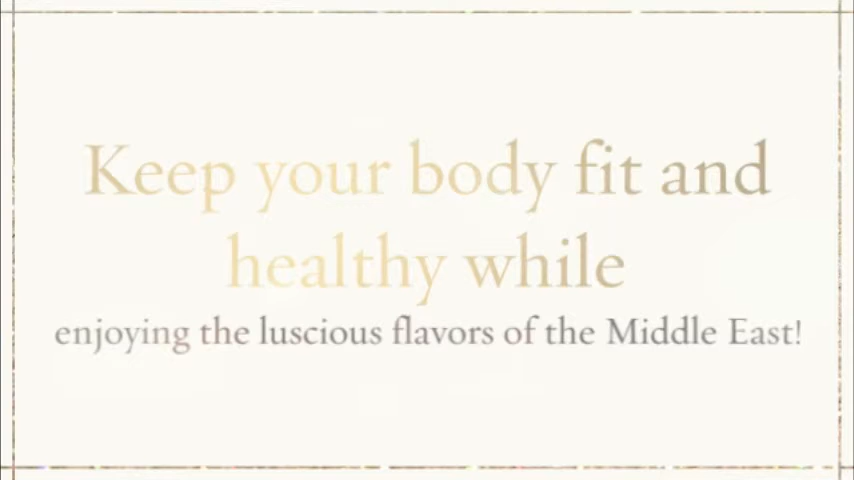 Keep your body fit and
healthy while
enjoying the luscious flavors of the Middle East!